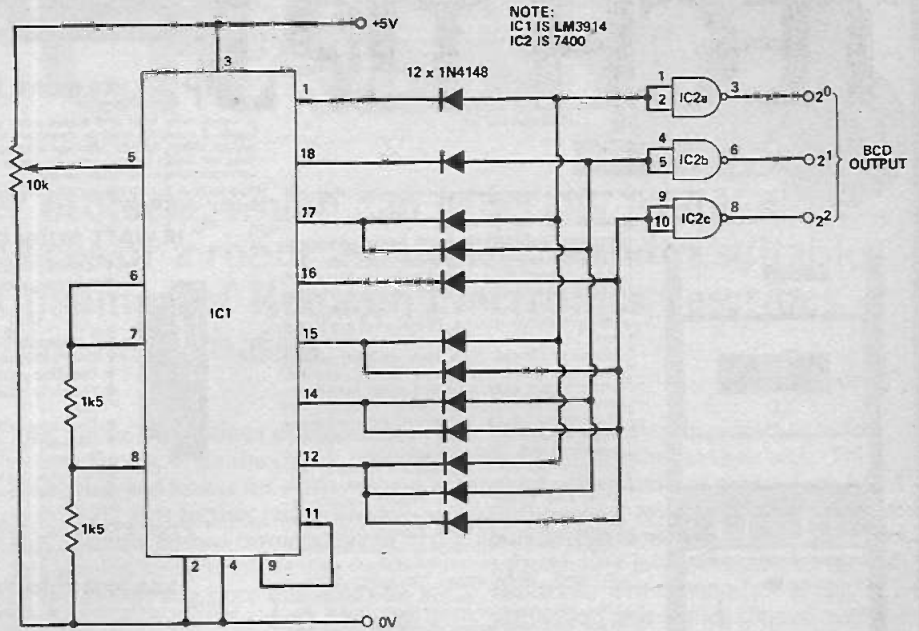 NOTE:
IC1 IS LM3914
IC2 IS 7400
+5V
3
12 x 1N4148
1
1
2
IC2a
3
2⁰
5
10k
18
4
5
IC2b
6
2¹
BCD
OUTPUT
17
9
10
IC2c
8
2²
6
16
IC1
7
15
1k5
14
8
12
1k5
11
2
4
9
0V